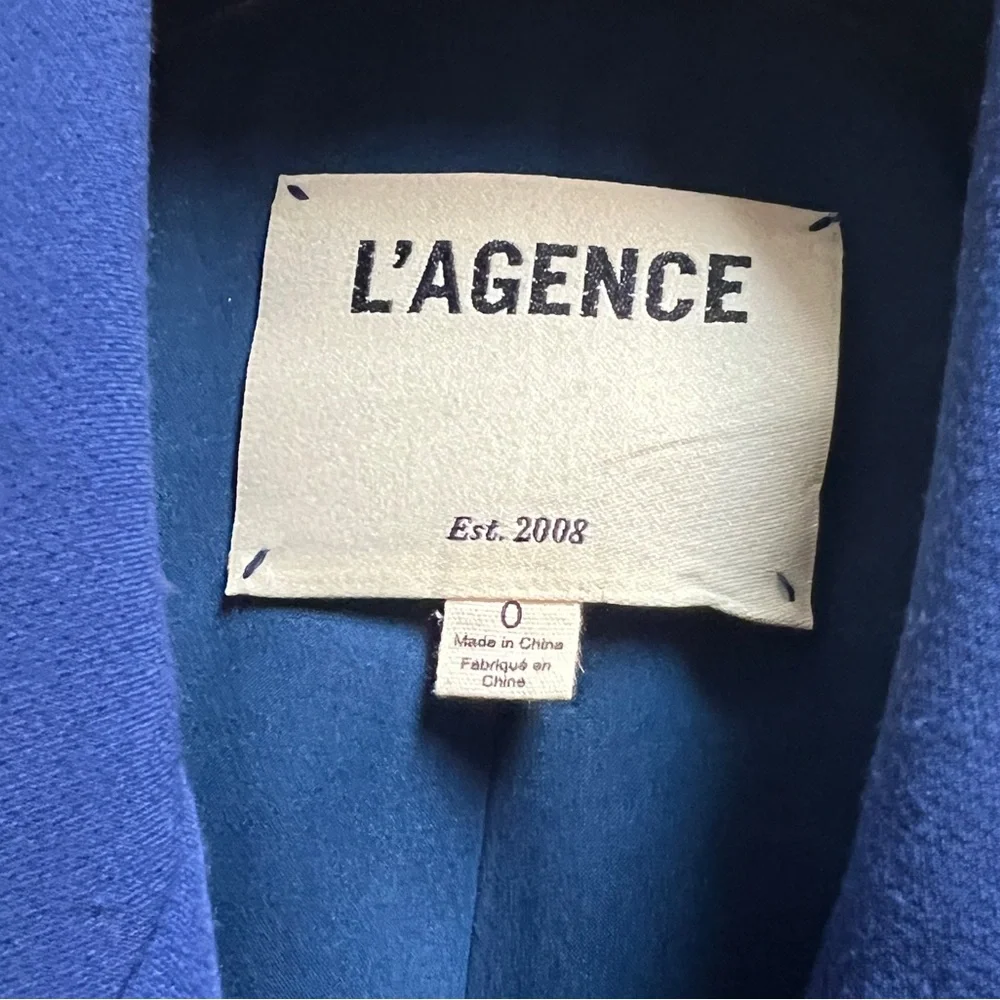 L'AGENCE
Est. 2008
0
Made in China
Fabriqué en
Chine